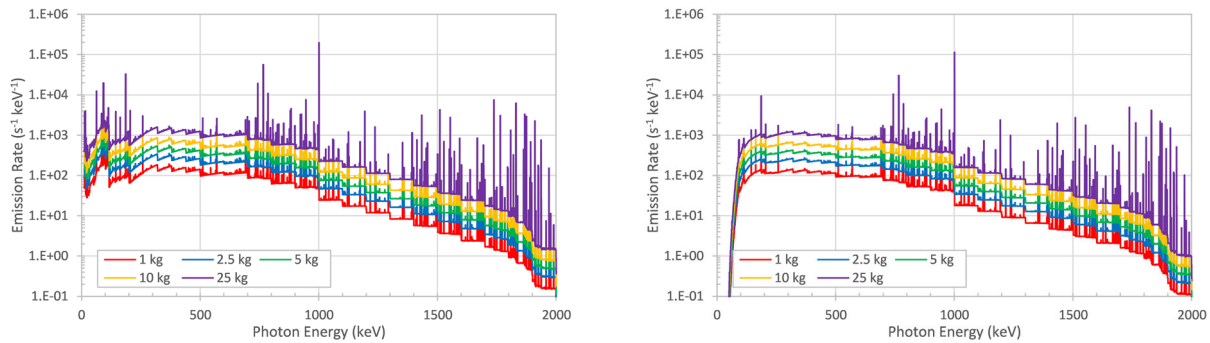 1.E+06
1.E+05
1.E+04
1.E+03
1.E+02
1.E+01
1.E+00
1.E-01
Emission Rate (s-1 keV-1)
1 kg 2.5 kg 5 kg
10 kg 25 kg
0 500 1000 1500 2000
Photon Energy (keV)
1.E+06
1.E+05
1.E+04
1.E+03
1.E+02
1.E+01
1.E+00
1.E-01
Emission Rate (s-1 keV-1)
1 kg 2.5 kg 5 kg
10 kg 25 kg
0 500 1000 1500 2000
Photon Energy (keV)